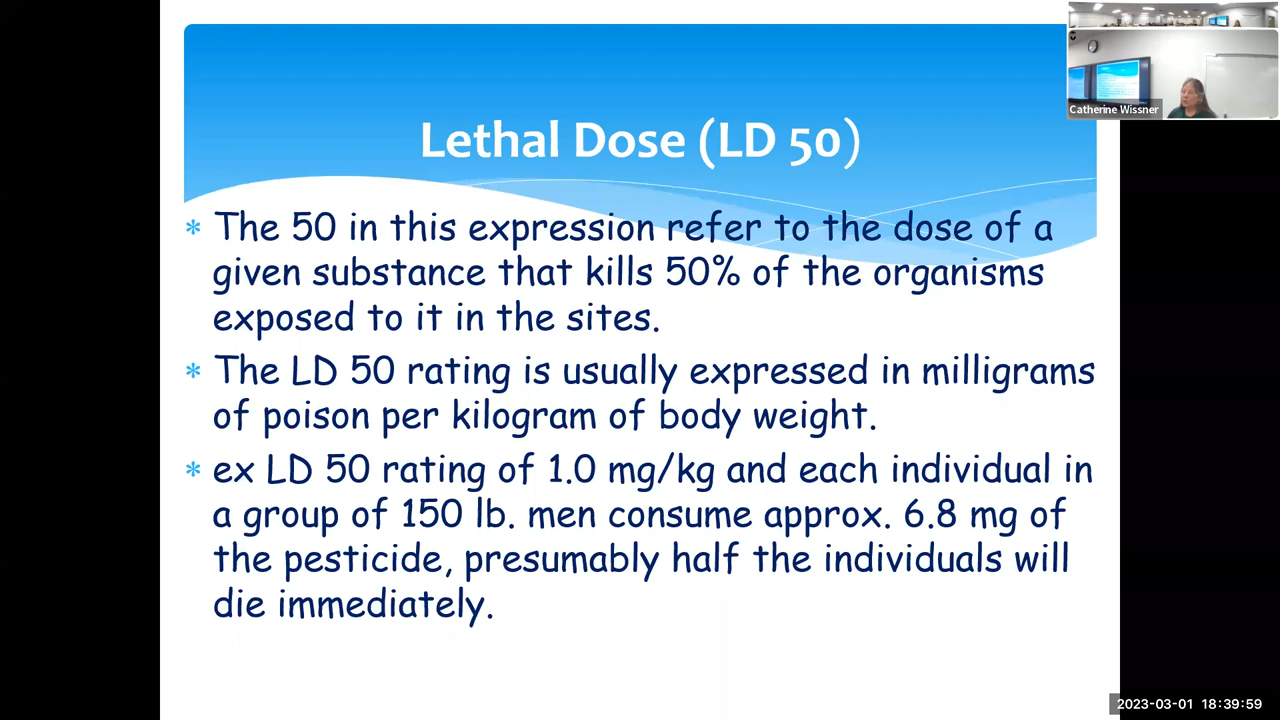 Catherine Wissner
Lethal Dose (LD 50)
* The 50 in this expression refer to the dose of a
given substance that kills 50% of the organisms
exposed to it in the sites.
* The LD 50 rating is usually expressed in milligrams
of poison per kilogram of body weight.
* ex LD 50 rating of 1.0 mg/kg and each individual in
a group of 150 lb. men consume approx. 6.8 mg of
the pesticide, presumably half the individuals will
die immediately.
2023-03-01 18:39:59